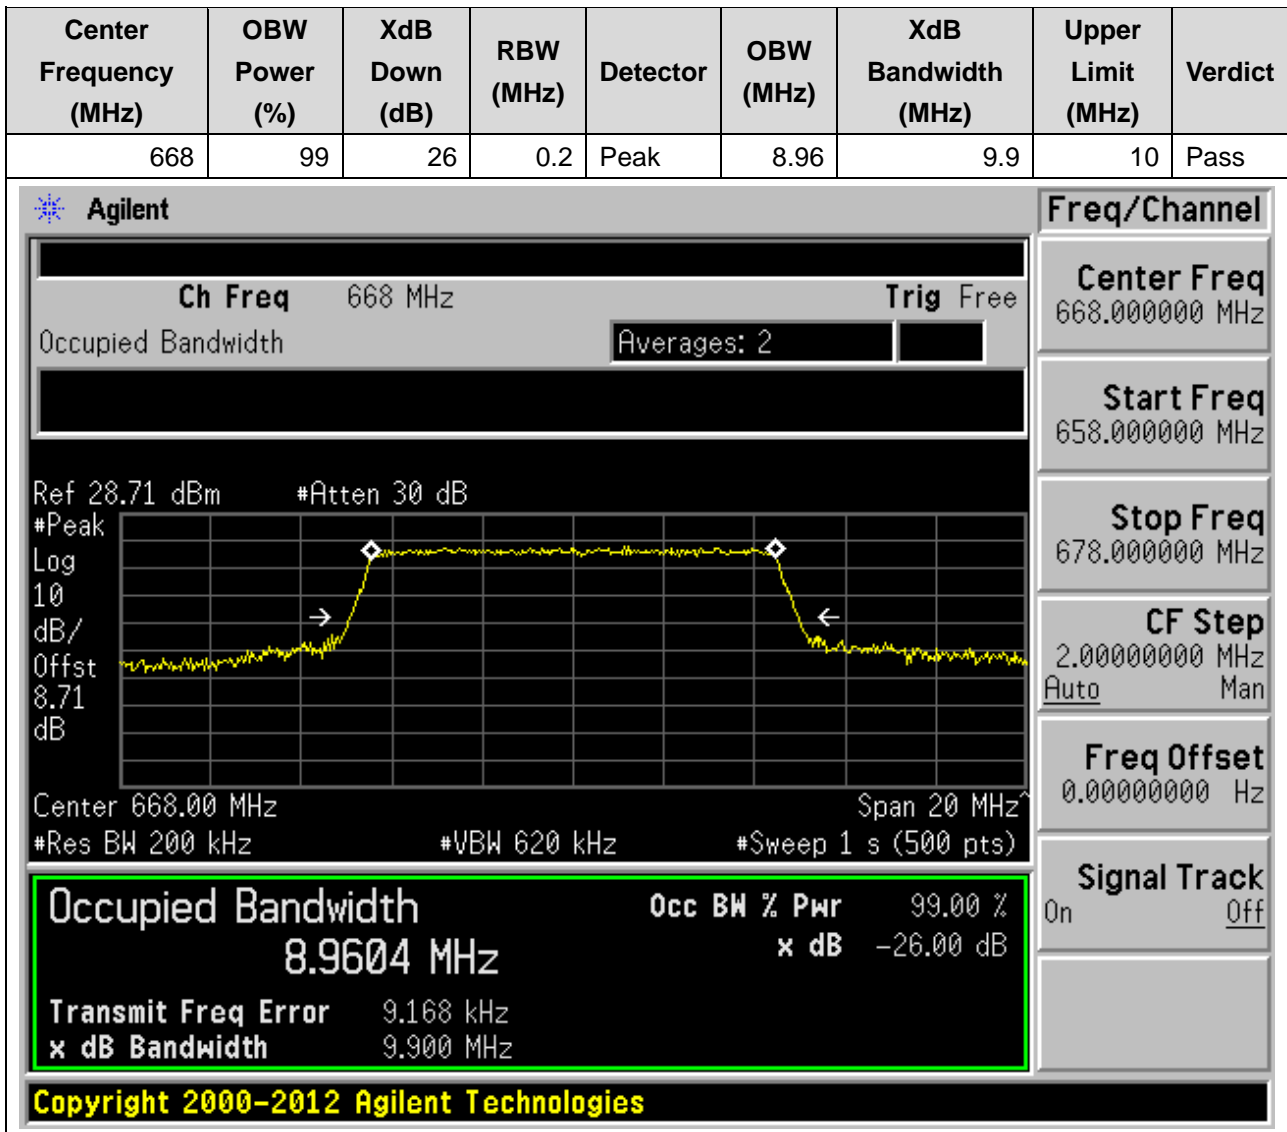 Center Frequency (MHz) OBW Power (%) XdB Down (dB) RBW (MHz) Detector OBW (MHz) XdB Bandwidth (MHz) Upper Limit (MHz) Verdict
668 99 26 0.2 Peak 8.96 9.9 10 Pass
Agilent
Ch Freq 668 MHz Trig Free
Occupied Bandwidth Averages: 2
Ref 28.71 dBm #Atten 30 dB
#Peak
Log
10
dB/
Offst
8.71
dB
Center 668.00 MHz Span 20 MHz^
#Res BW 200 kHz #VBW 620 kHz #Sweep 1 s (500 pts)
Occupied Bandwidth Occ BW % Pwr 99.00 %
8.9604 MHz x dB -26.00 dB
Transmit Freq Error 9.168 kHz
x dB Bandwidth 9.900 MHz
Copyright 2000-2012 Agilent Technologies
Freq/Channel
Center Freq
668.000000 MHz
Start Freq
658.000000 MHz
Stop Freq
678.000000 MHz
CF Step
2.00000000 MHz
Auto Man
Freq Offset
0.00000000 Hz
Signal Track
On Off